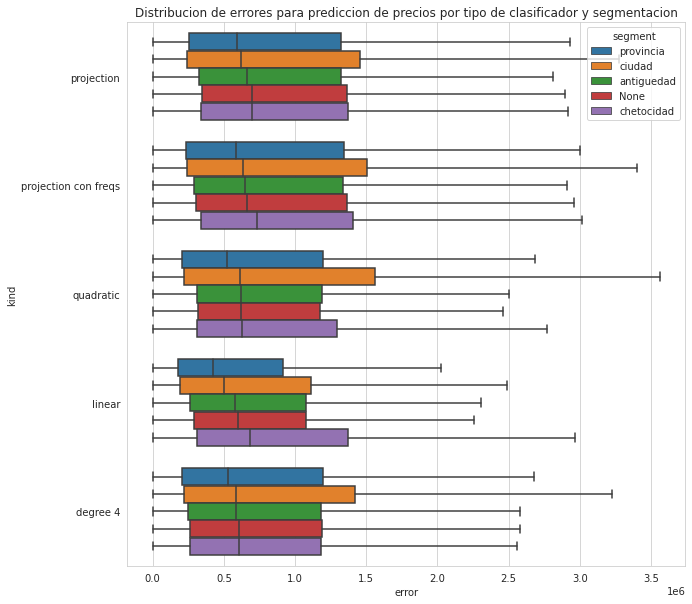 Distribucion de errores para prediccion de precios por tipo de clasificador y segmentacion
segment
provincia
ciudad
antiguedad
None
chetocidad
kind
projection
projection con freqs
quadratic
linear
degree 4
0.0 0.5 1.0 1.5 2.0 2.5 3.0 3.5
1e6
error